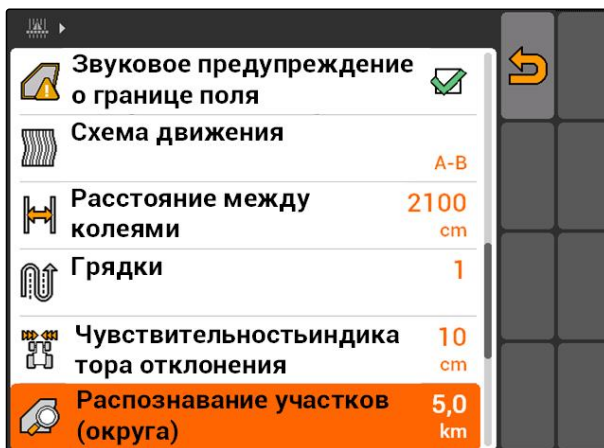 Звуковое предупреждение
о границе поля
Схема движения
A-B
Расстояние между
колеями
2100
cm
Грядки
1
Чувствительностьиндика
тора отклонения
10
cm
Распознавание участков
(округа)
5,0
km